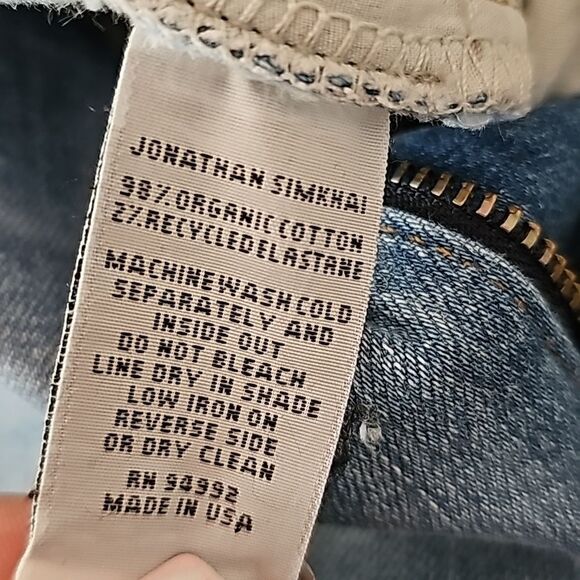 JONATHAN SIMKHAI
98% ORGANIC COTTON
2% RECYCLED ELASTANE
MACHINE WASH COLD
SEPARATELY AND
INSIDE OUT
DO NOT BLEACH
LINE DRY IN SHADE
LOW IRON ON
REVERSE SIDE
OR DRY CLEAN
RN 94992
MADE IN USA